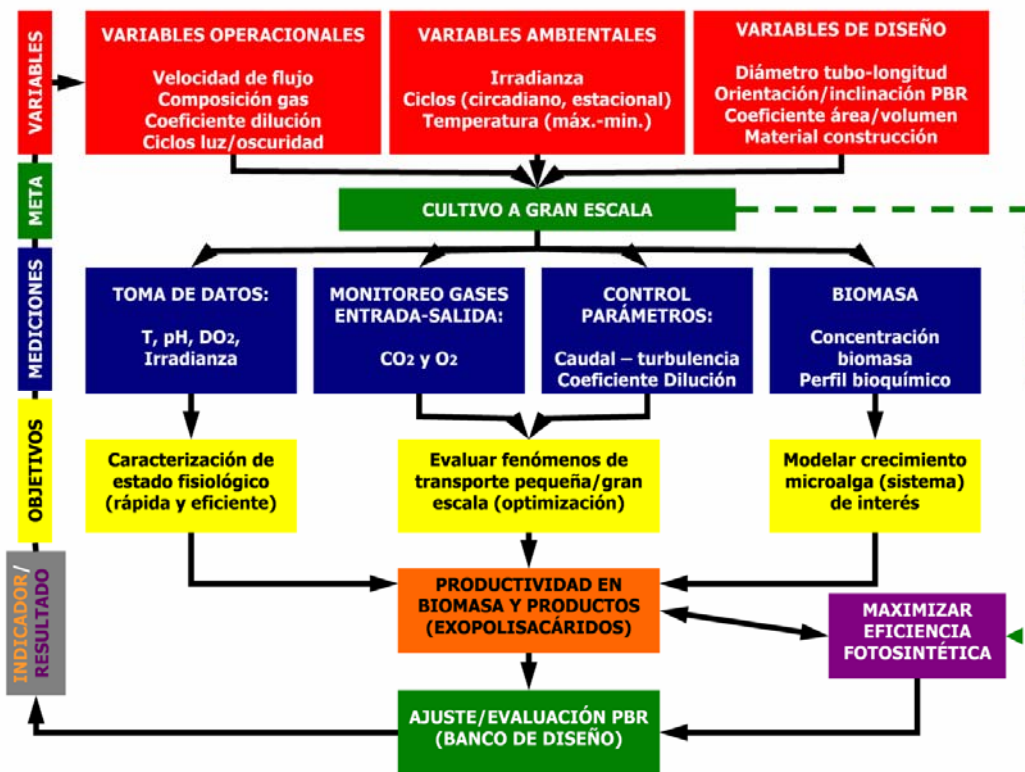 VARIABLES
VARIABLES OPERACIONALES
Velocidad de flujo
Composición gas
Coeficiente dilución
Ciclos luz/oscuridad
VARIABLES AMBIENTALES
Irradianza
Ciclos (circadiano, estacional)
Temperatura (máx.-min.)
VARIABLES DE DISEÑO
Diámetro tubo-longitud
Orientación/inclinación PBR
Coeficiente área/volumen
Material construcción
META
CULTIVO A GRAN ESCALA
MEDICIONES
TOMA DE DATOS:
T, pH, DO2,
Irradianza
MONITOREO GASES
ENTRADA-SALIDA:
CO2 y O2
CONTROL
PARÁMETROS:
Caudal – turbulencia
Coeficiente Dilución
BIOMASA
Concentración
biomasa
Perfil bioquímico
OBJETIVOS
Caracterización de
estado fisiológico
(rápida y eficiente)
Evaluar fenómenos de
transporte pequeña/gran
escala (optimización)
Modelar crecimiento
microalga (sistema)
de interés
INDICADOR/
RESULTADO
PRODUCTIVIDAD EN
BIOMASA Y PRODUCTOS
(EXOPOLISACÁRIDOS)
MAXIMIZAR
EFICIENCIA
FOTOSINTÉTICA
AJUSTE/EVALUACIÓN PBR
(BANCO DE DISEÑO)